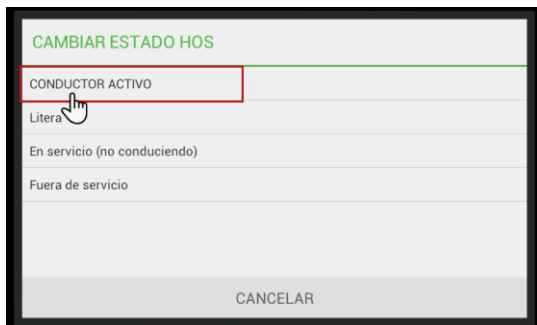 CAMBIAR ESTADO HOS
CONDUCTOR ACTIVO
Litera
En servicio (no conduciendo)
Fuera de servicio
CANCELAR